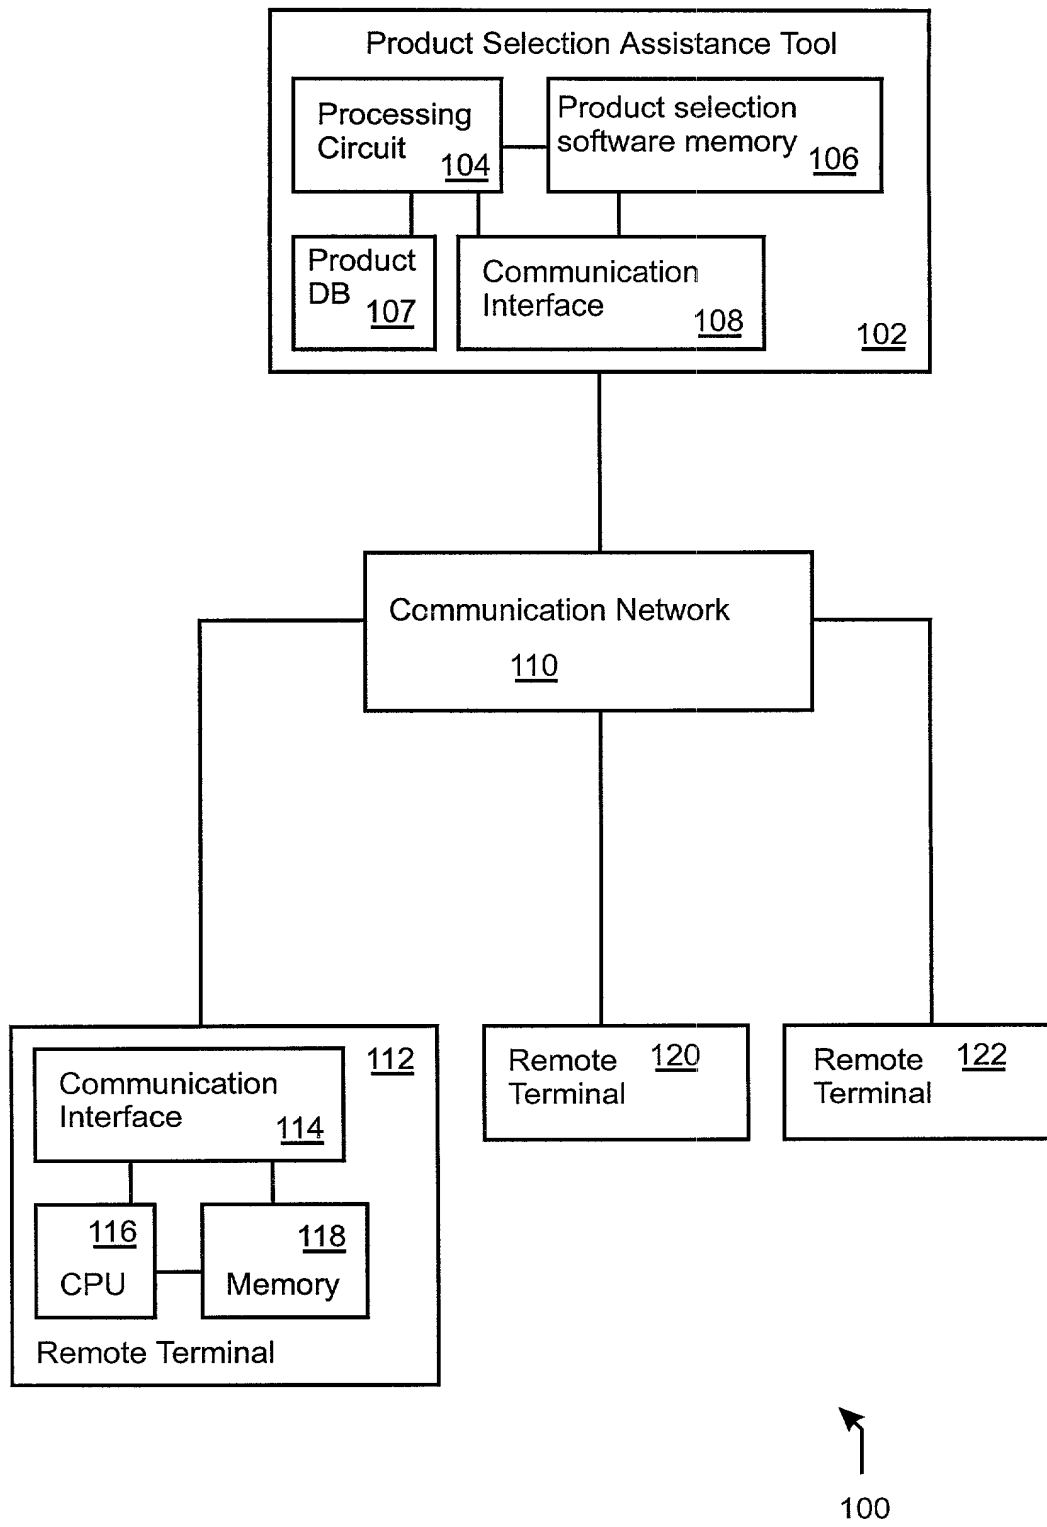 Product Selection Assistance Tool
Processing
Circuit
104
Product selection
software memory
106
Product
DB
107
Communication
Interface
108
102
Communication Network
110
112
Communication
Interface
114
116
CPU
118
Memory
Remote Terminal
Remote
Terminal
120
Remote
Terminal
122
100